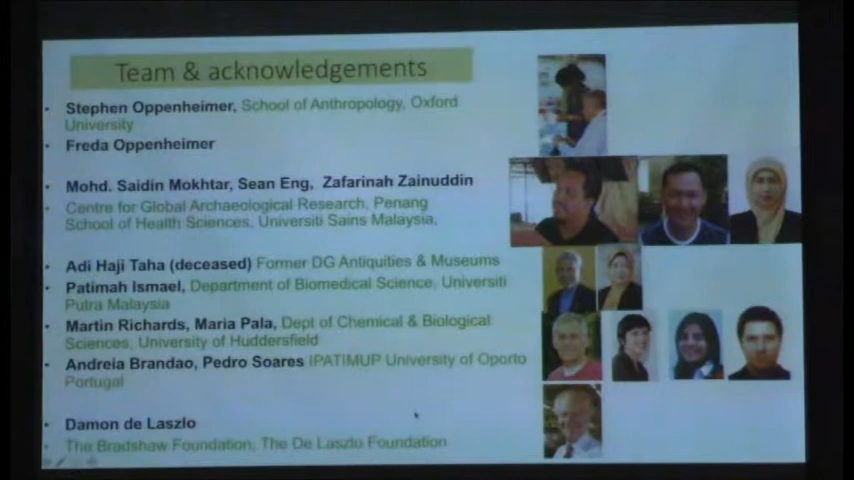 Team & acknowledgements
• Stephen Oppenheimer, School of Anthropology, Oxford
University
• Freda Oppenheimer
• Mohd. Saidin Mokhtar, Sean Eng, Zafarinah Zainuddin
• Centre for Global Archaeological Research, Penang
School of Health Sciences, Universiti Sains Malaysia,
• Adi Haji Taha (deceased) Former DG Antiquities & Museums
• Patimah Ismael, Department of Biomedical Science, Universiti
Putra Malaysia
• Martin Richards, Maria Pala, Dept of Chemical & Biological
Sciences, University of Huddersfield
• Andreia Brandao, Pedro Soares IPATIMUP University of Oporto
Portugal
• Damon de Laszlo
• The Bradshaw Foundation, The De Laszlo Foundation